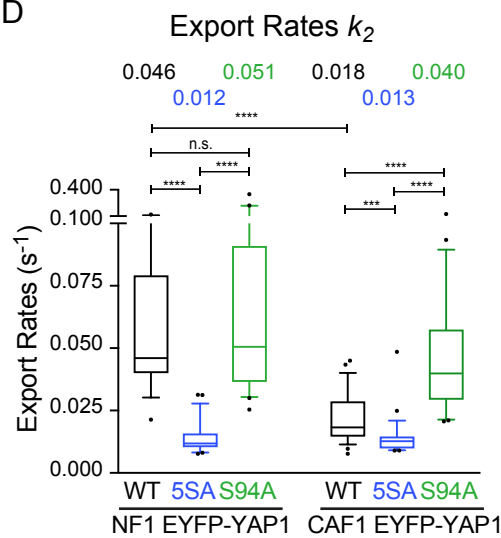 D
Export Rates k₂
0.046 0.051 0.018 0.040
0.012 0.013
****
n.s.
**** ****
**** **** *** ****
0.400
0.100
0.075
0.050
0.025
0.000
Export Rates (s⁻¹)
WT 5SA S94A WT 5SA S94A
NF1 EYFP-YAP1 CAF1 EYFP-YAP1